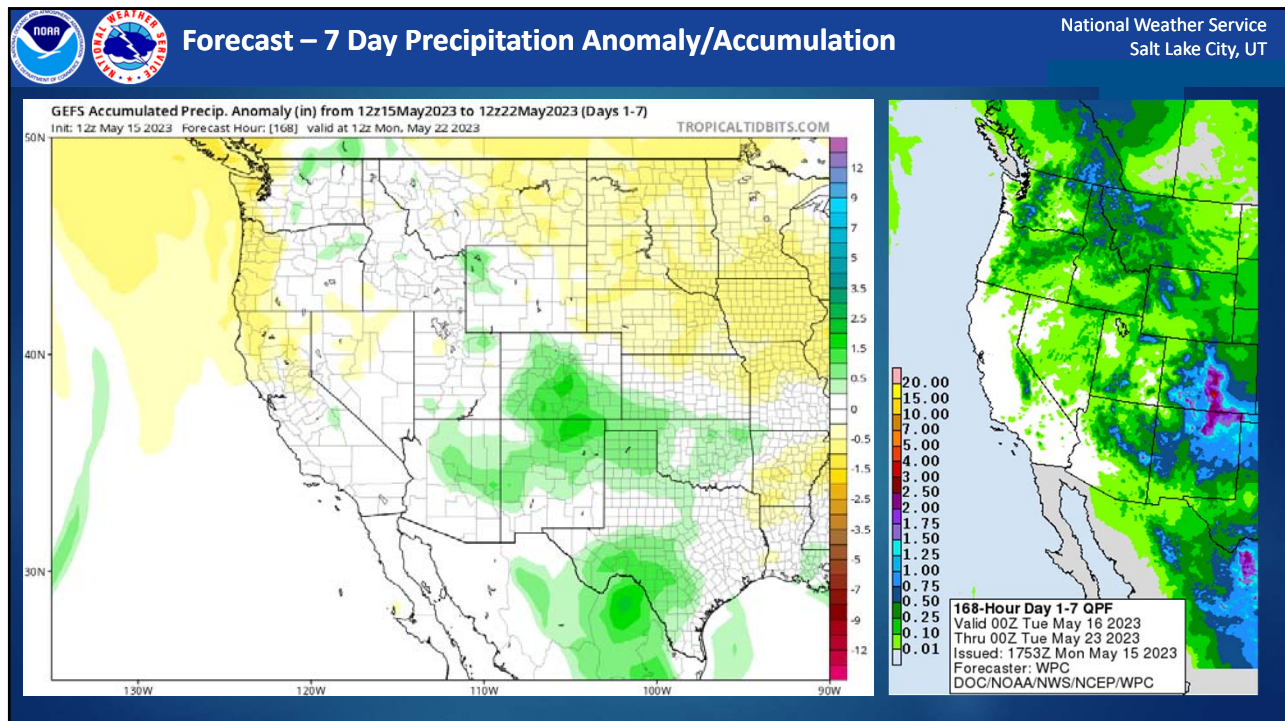 NOAA
NATIONAL WEATHER SERVICE
Forecast – 7 Day Precipitation Anomaly/Accumulation
National Weather Service
Salt Lake City, UT
GEFS Accumulated Precip. Anomaly (in) from 12z15May2023 to 12z22May2023 (Days 1-7)
Init: 12z May 15 2023 Forecast Hour: [168] valid at 12z Mon, May 22 2023
TROPICALTIDBITS.COM
50N
40N
30N
130W
120W
110W
100W
90W
12
9
7
5
3.5
2.5
1.5
0.5
0
-0.5
-1.5
-2.5
-3.5
-5
-7
-9
-12
20.00
15.00
10.00
7.00
5.00
4.00
3.00
2.50
2.00
1.75
1.50
1.25
1.00
0.75
0.50
0.25
0.10
0.01
168-Hour Day 1-7 QPF
Valid 00Z Tue May 16 2023
Thru 00Z Tue May 23 2023
Issued: 1753Z Mon May 15 2023
Forecaster: WPC
DOC/NOAA/NWS/NCEP/WPC